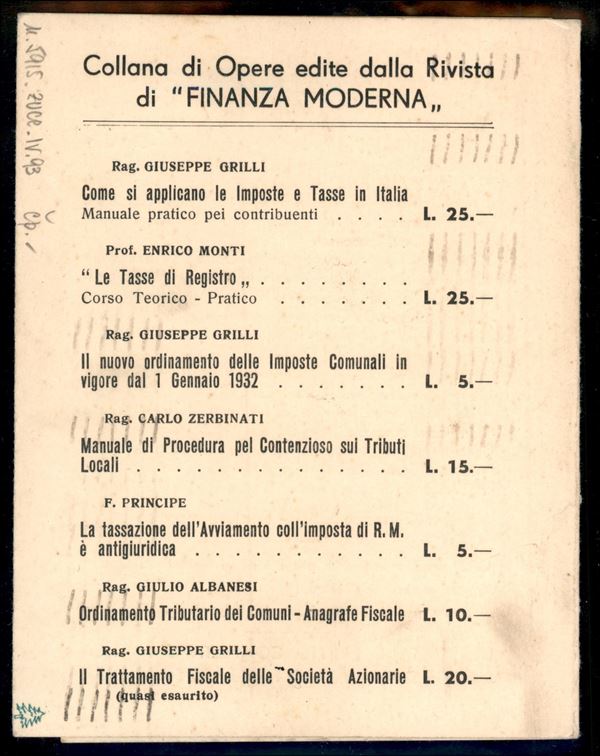 Collana di Opere edite dalla Rivista
di "FINANZA MODERNA„
Rag. GIUSEPPE GRILLI
Come si applicano le Imposte e Tasse in Italia
Manuale pratico pei contribuenti . . . . L. 25.—
Prof. ENRICO MONTI
"Le Tasse di Registro„ . . . . . . . .
Corso Teorico - Pratico . . . . . . . L. 25.—
Rag. GIUSEPPE GRILLI
Il nuovo ordinamento delle Imposte Comunali in
vigore dal 1 Gennaio 1932 . . . . . . . L. 5.—
Rag. CARLO ZERBINATI
Manuale di Procedura pel Contenzioso sui Tributi
Locali . . . . . . . . . . . . . . L. 15.—
F. PRINCIPE
La tassazione dell'Avviamento coll'imposta di R. M.
è antigiuridica . . . . . . . . . . . L. 5.—
Rag. GIULIO ALBANESI
Ordinamento Tributario dei Comuni - Anagrafe Fiscale L. 10.—
Rag. GIUSEPPE GRILLI
Il Trattamento Fiscale delle Società Azionarie L. 20.—
(quasi esaurito)